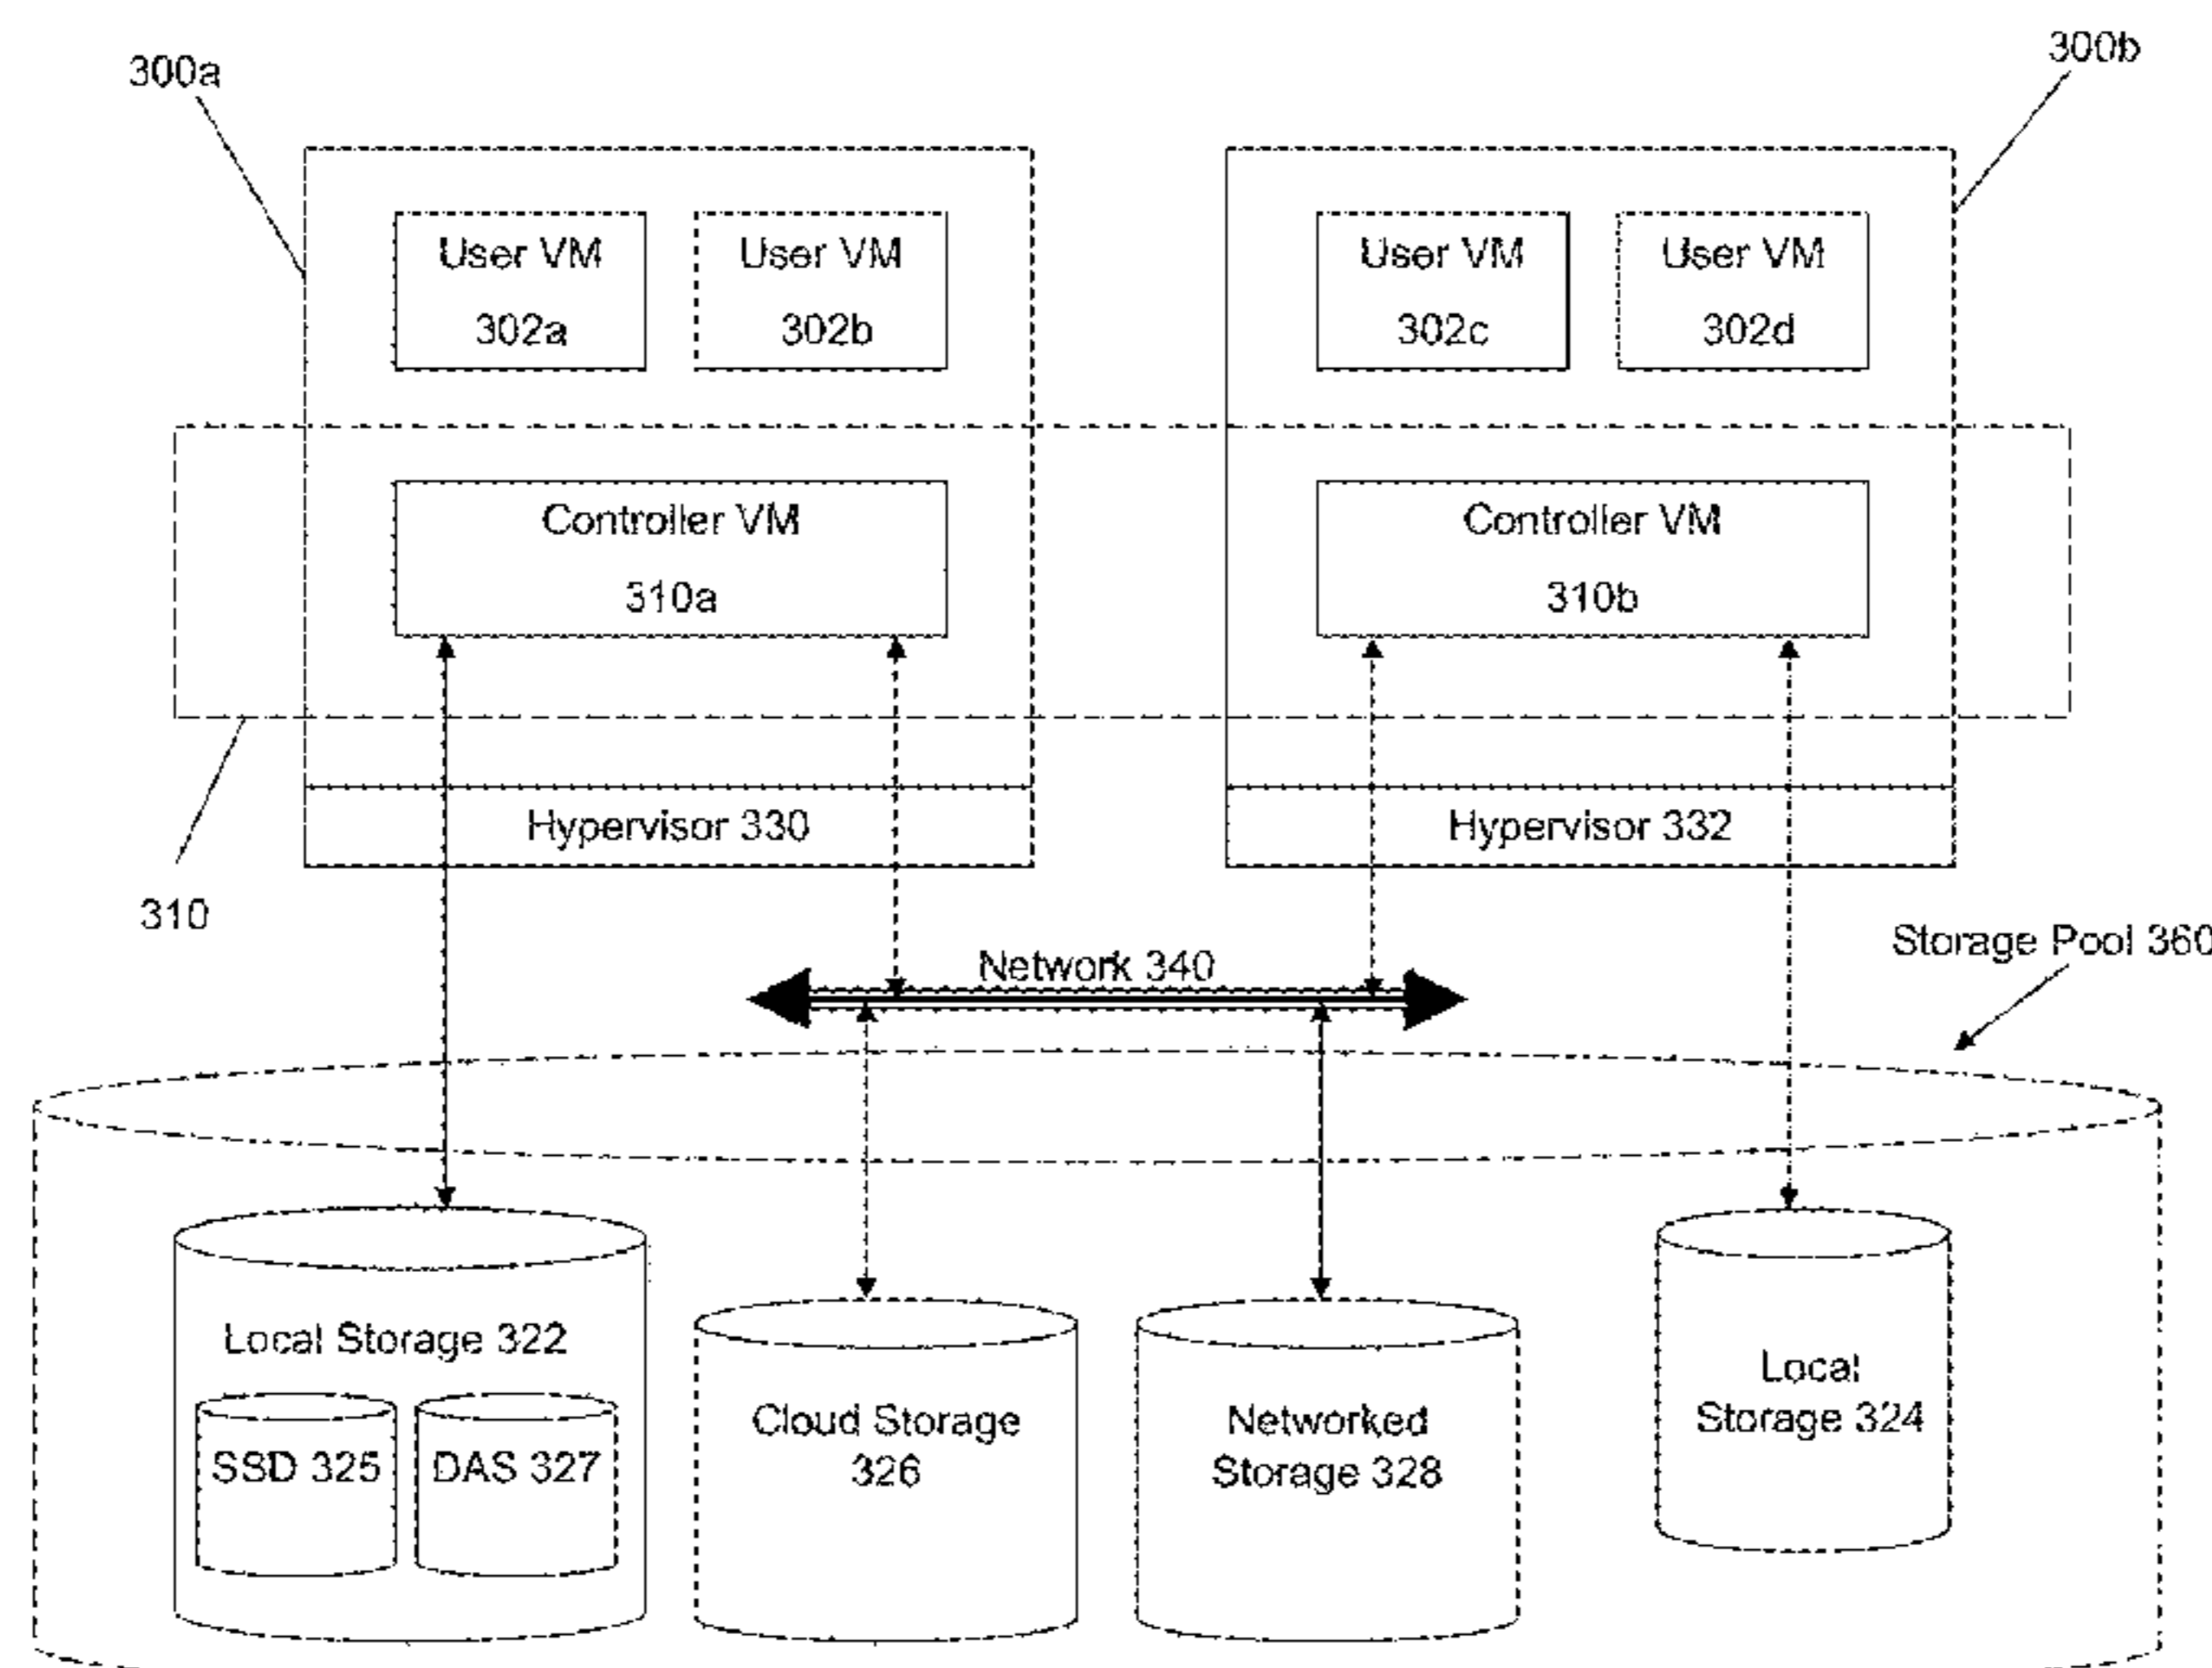 300a
300b
User VM
302a
User VM
302b
User VM
302c
User VM
302d
Controller VM
310a
Controller VM
310b
Hypervisor 330
Hypervisor 332
310
Network 340
Storage Pool 360
Local Storage 322
SSD 325
DAS 327
Cloud Storage
326
Networked
Storage 328
Local
Storage 324